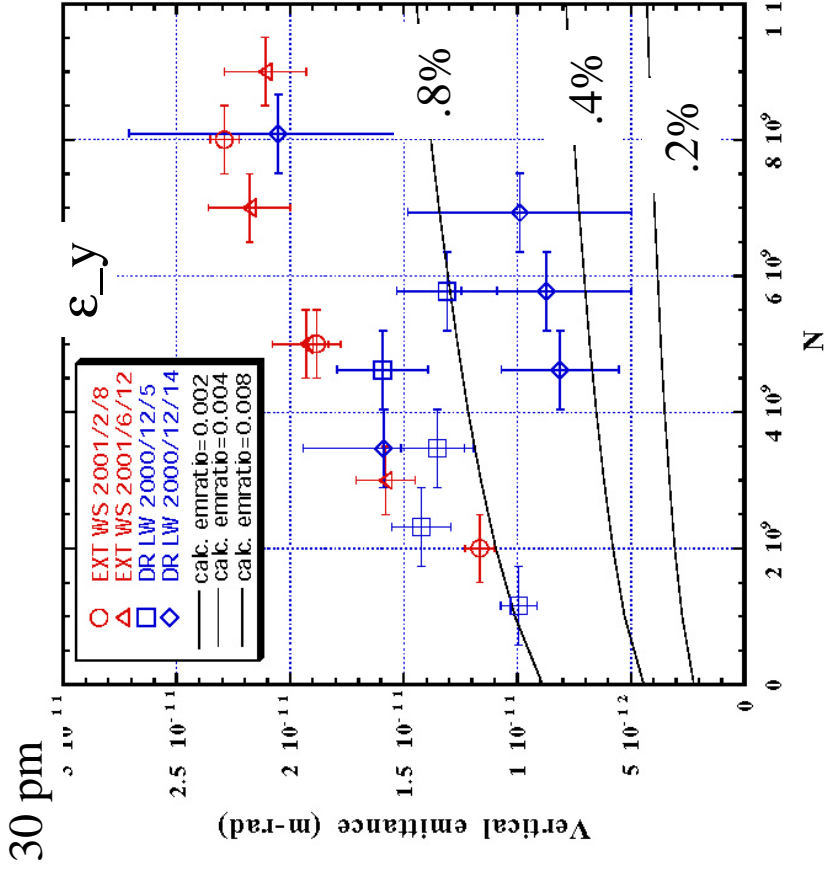 30 pm
ε_y
3 10⁻¹¹
2.5 10⁻¹¹
2 10⁻¹¹
1.5 10⁻¹¹
1 10⁻¹¹
5 10⁻¹²
0
Vertical emittance (m-rad)
EXT WS 2001/2/8
EXT WS 2001/6/12
DR LW 2000/12/5
DR LW 2000/12/14
calc. emratio=0.002
calc. emratio=0.004
calc. emratio=0.008
.8%
.4%
.2%
0
2 10⁹
4 10⁹
6 10⁹
8 10⁹
N